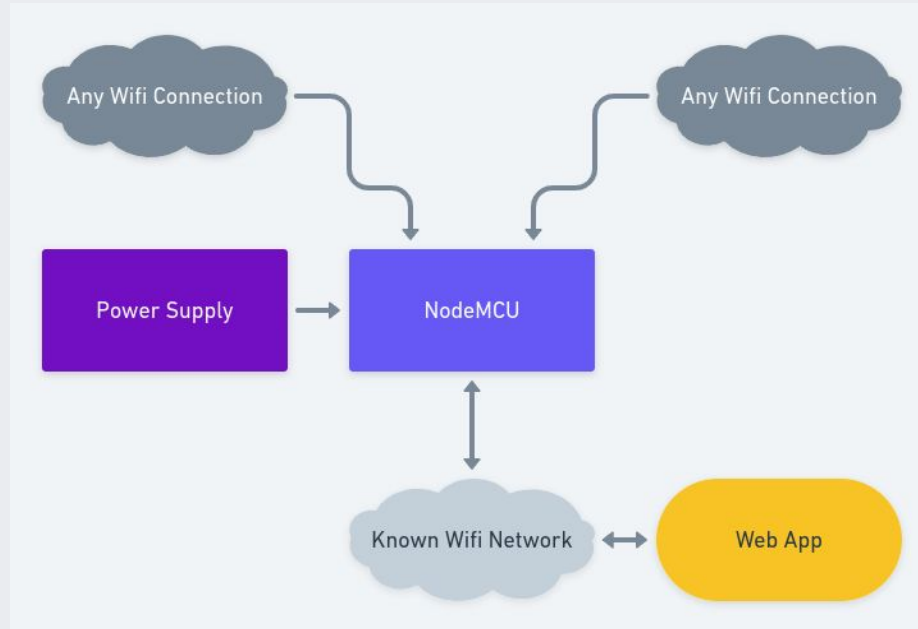 Any Wifi Connection
Any Wifi Connection
Power Supply
NodeMCU
Known Wifi Network
Web App